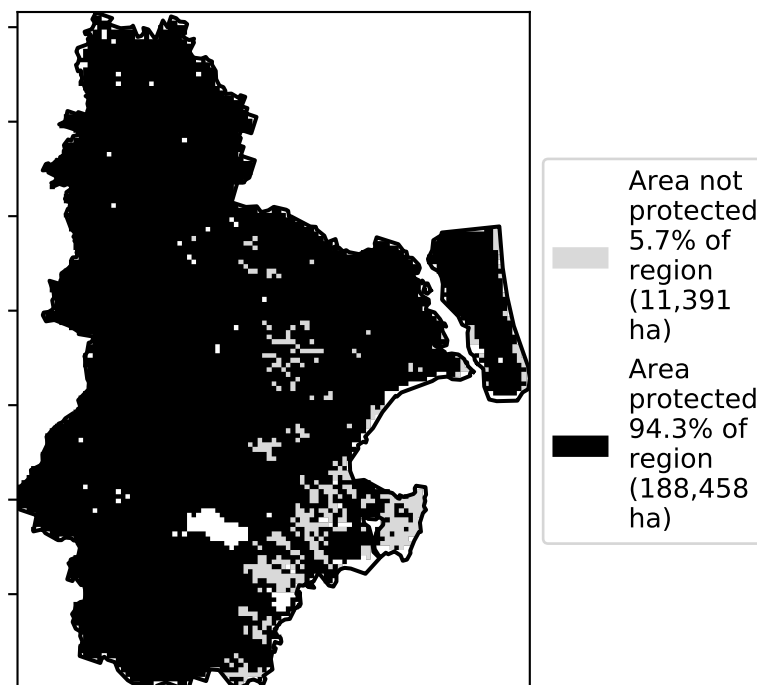 Area not
protected
5.7% of
region
(11,391
ha)
Area
protected
94.3% of
region
(188,458
ha)